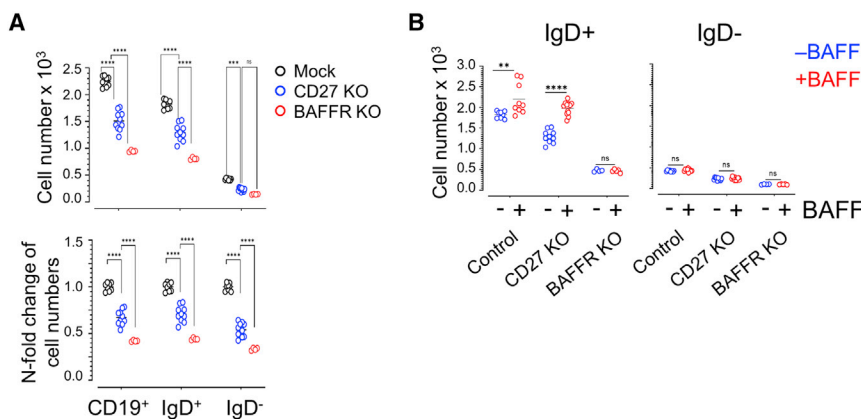 A
**** **** **** **** *** ns
Cell number x 10³
2.5
2.0
1.5
1.0
0.5
0.0
Mock
CD27 KO
BAFFR KO
N-fold change of
cell numbers
**** **** **** **** **** ****
1.5
1.0
0.5
0.0
CD19⁺ IgD⁺ IgD⁻
B
IgD+ IgD-
–BAFF
+BAFF
Cell number x 10³
3.0
2.5
2.0
1.5
1.0
0.5
0.0
** **** ns ns ns ns
- + - + - + - + - + - + BAFF
Control CD27 KO BAFFR KO Control CD27 KO BAFFR KO